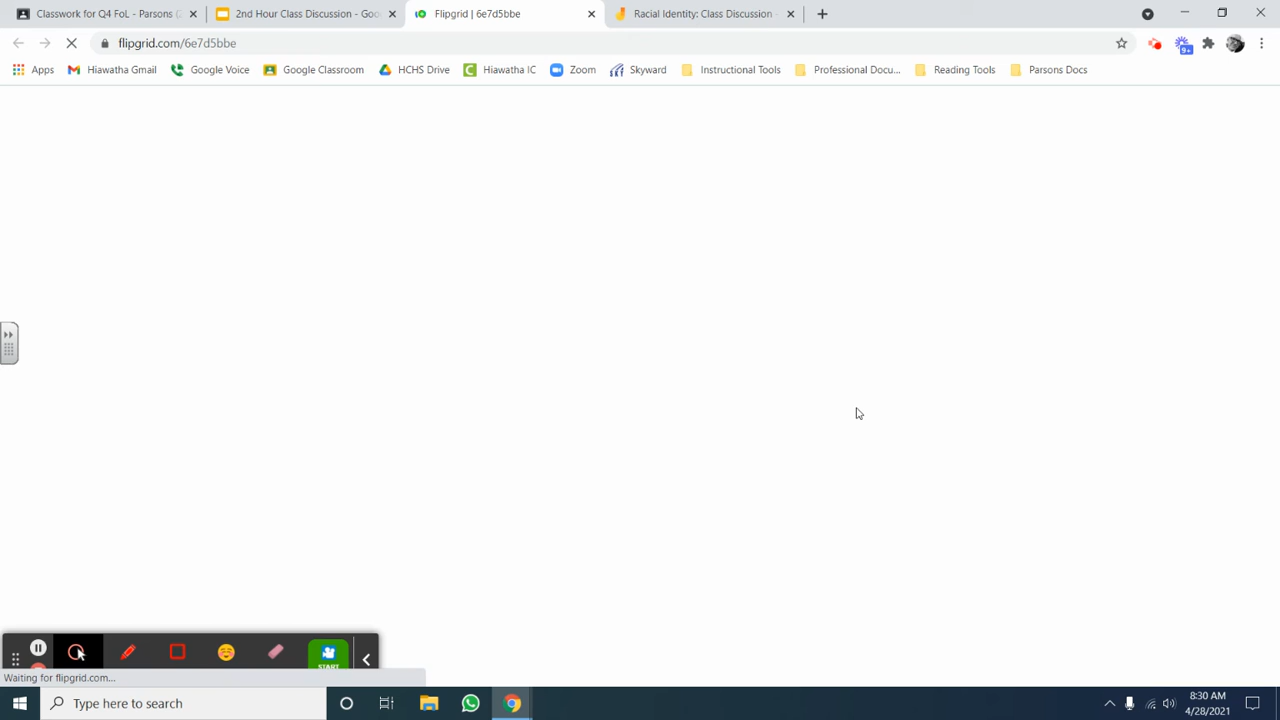 Classwork for Q4 FoL - Parsons (
2nd Hour Class Discussion - Goo
Flipgrid | 6e7d5bbe
Racial Identity: Class Discussion -
flipgrid.com/6e7d5bbe
9+
Apps
Hiawatha Gmail
Google Voice
Google Classroom
HCHS Drive
Hiawatha IC
Zoom
Skyward
Instructional Tools
Professional Docu...
Reading Tools
Parsons Docs
START
Waiting for flipgrid.com...
Type here to search
8:30 AM
4/28/2021